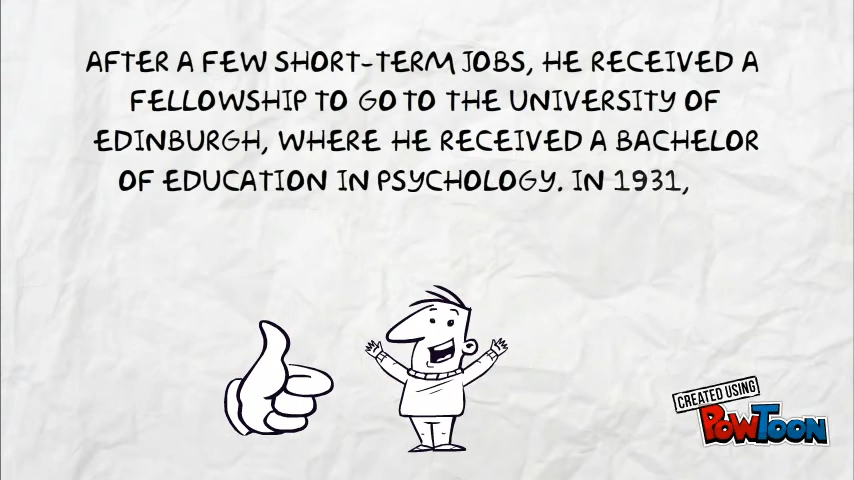 AFTER A FEW SHORT-TERM JOBS, HE RECEIVED A
FELLOWSHIP TO GO TO THE UNIVERSITY OF
EDINBURGH, WHERE HE RECEIVED A BACHELOR
OF EDUCATION IN PSYCHOLOGY. IN 1931,
CREATED USING
POWTOON